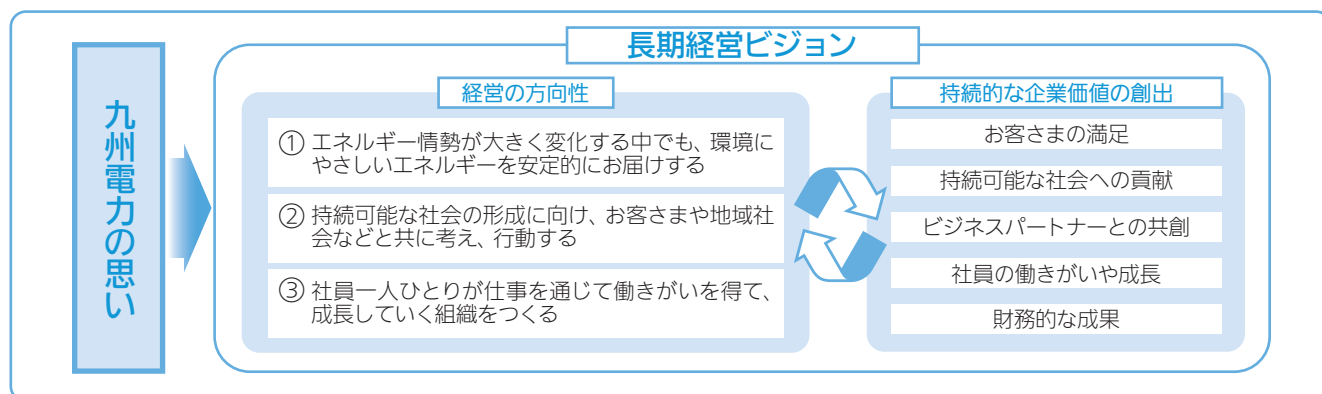 九州電力の思い
長期経営ビジョン
経営の方向性
① エネルギー情勢が大きく変化する中でも、環境に
やさしいエネルギーを安定的にお届けする
② 持続可能な社会の形成に向け、お客さまや地域社
会などと共に考え、行動する
③ 社員一人ひとりが仕事を通じて働きがいを得て、
成長していく組織をつくる
持続的な企業価値の創出
お客さまの満足
持続可能な社会への貢献
ビジネスパートナーとの共創
社員の働きがいや成長
財務的な成果